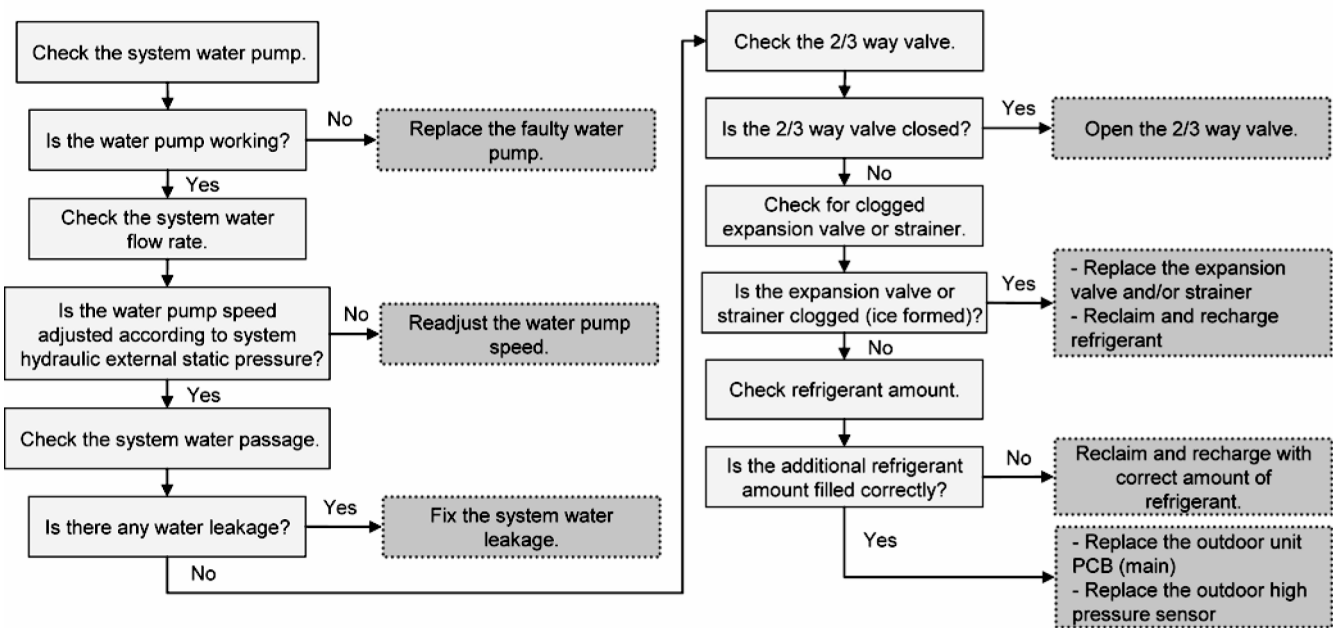 Check the system water pump.
Is the water pump working?
No
Replace the faulty water
pump.
Yes
Check the system water
flow rate.
Is the water pump speed
adjusted according to system
hydraulic external static pressure?
No
Readjust the water pump
speed.
Yes
Check the system water passage.
Is there any water leakage?
Yes
Fix the system water
leakage.
No
Check the 2/3 way valve.
Is the 2/3 way valve closed?
Yes
Open the 2/3 way valve.
No
Check for clogged
expansion valve or strainer.
Is the expansion valve or
strainer clogged (ice formed)?
Yes
- Replace the expansion
valve and/or strainer
- Reclaim and recharge
refrigerant
No
Check refrigerant amount.
Is the additional refrigerant
amount filled correctly?
No
Reclaim and recharge with
correct amount of
refrigerant.
Yes
- Replace the outdoor unit
PCB (main)
- Replace the outdoor high
pressure sensor